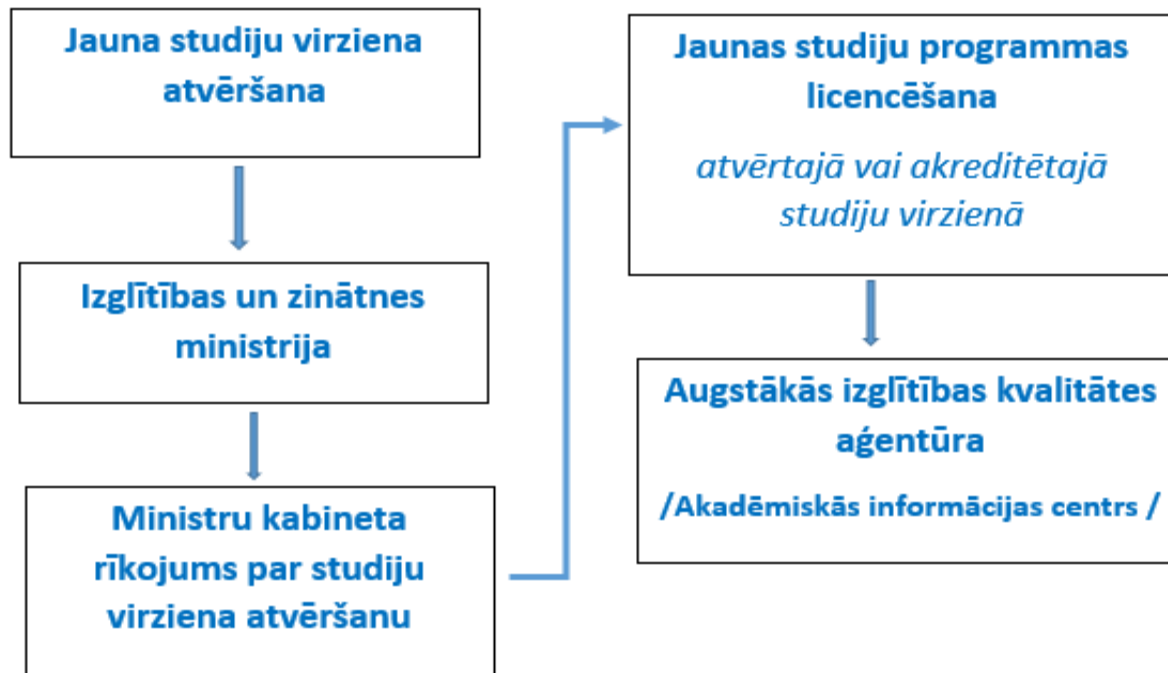 Jauna studiju virziena
atvēršana
Izglītības un zinātnes
ministrija
Ministru kabineta
rīkojums par studiju
virziena atvēršanu
Jaunas studiju programmas
licencēšana
atvērtajā vai akreditētajā
studiju virzienā
Augstākās izglītības kvalitātes
aģentūra
/Akadēmiskās informācijas centrs /